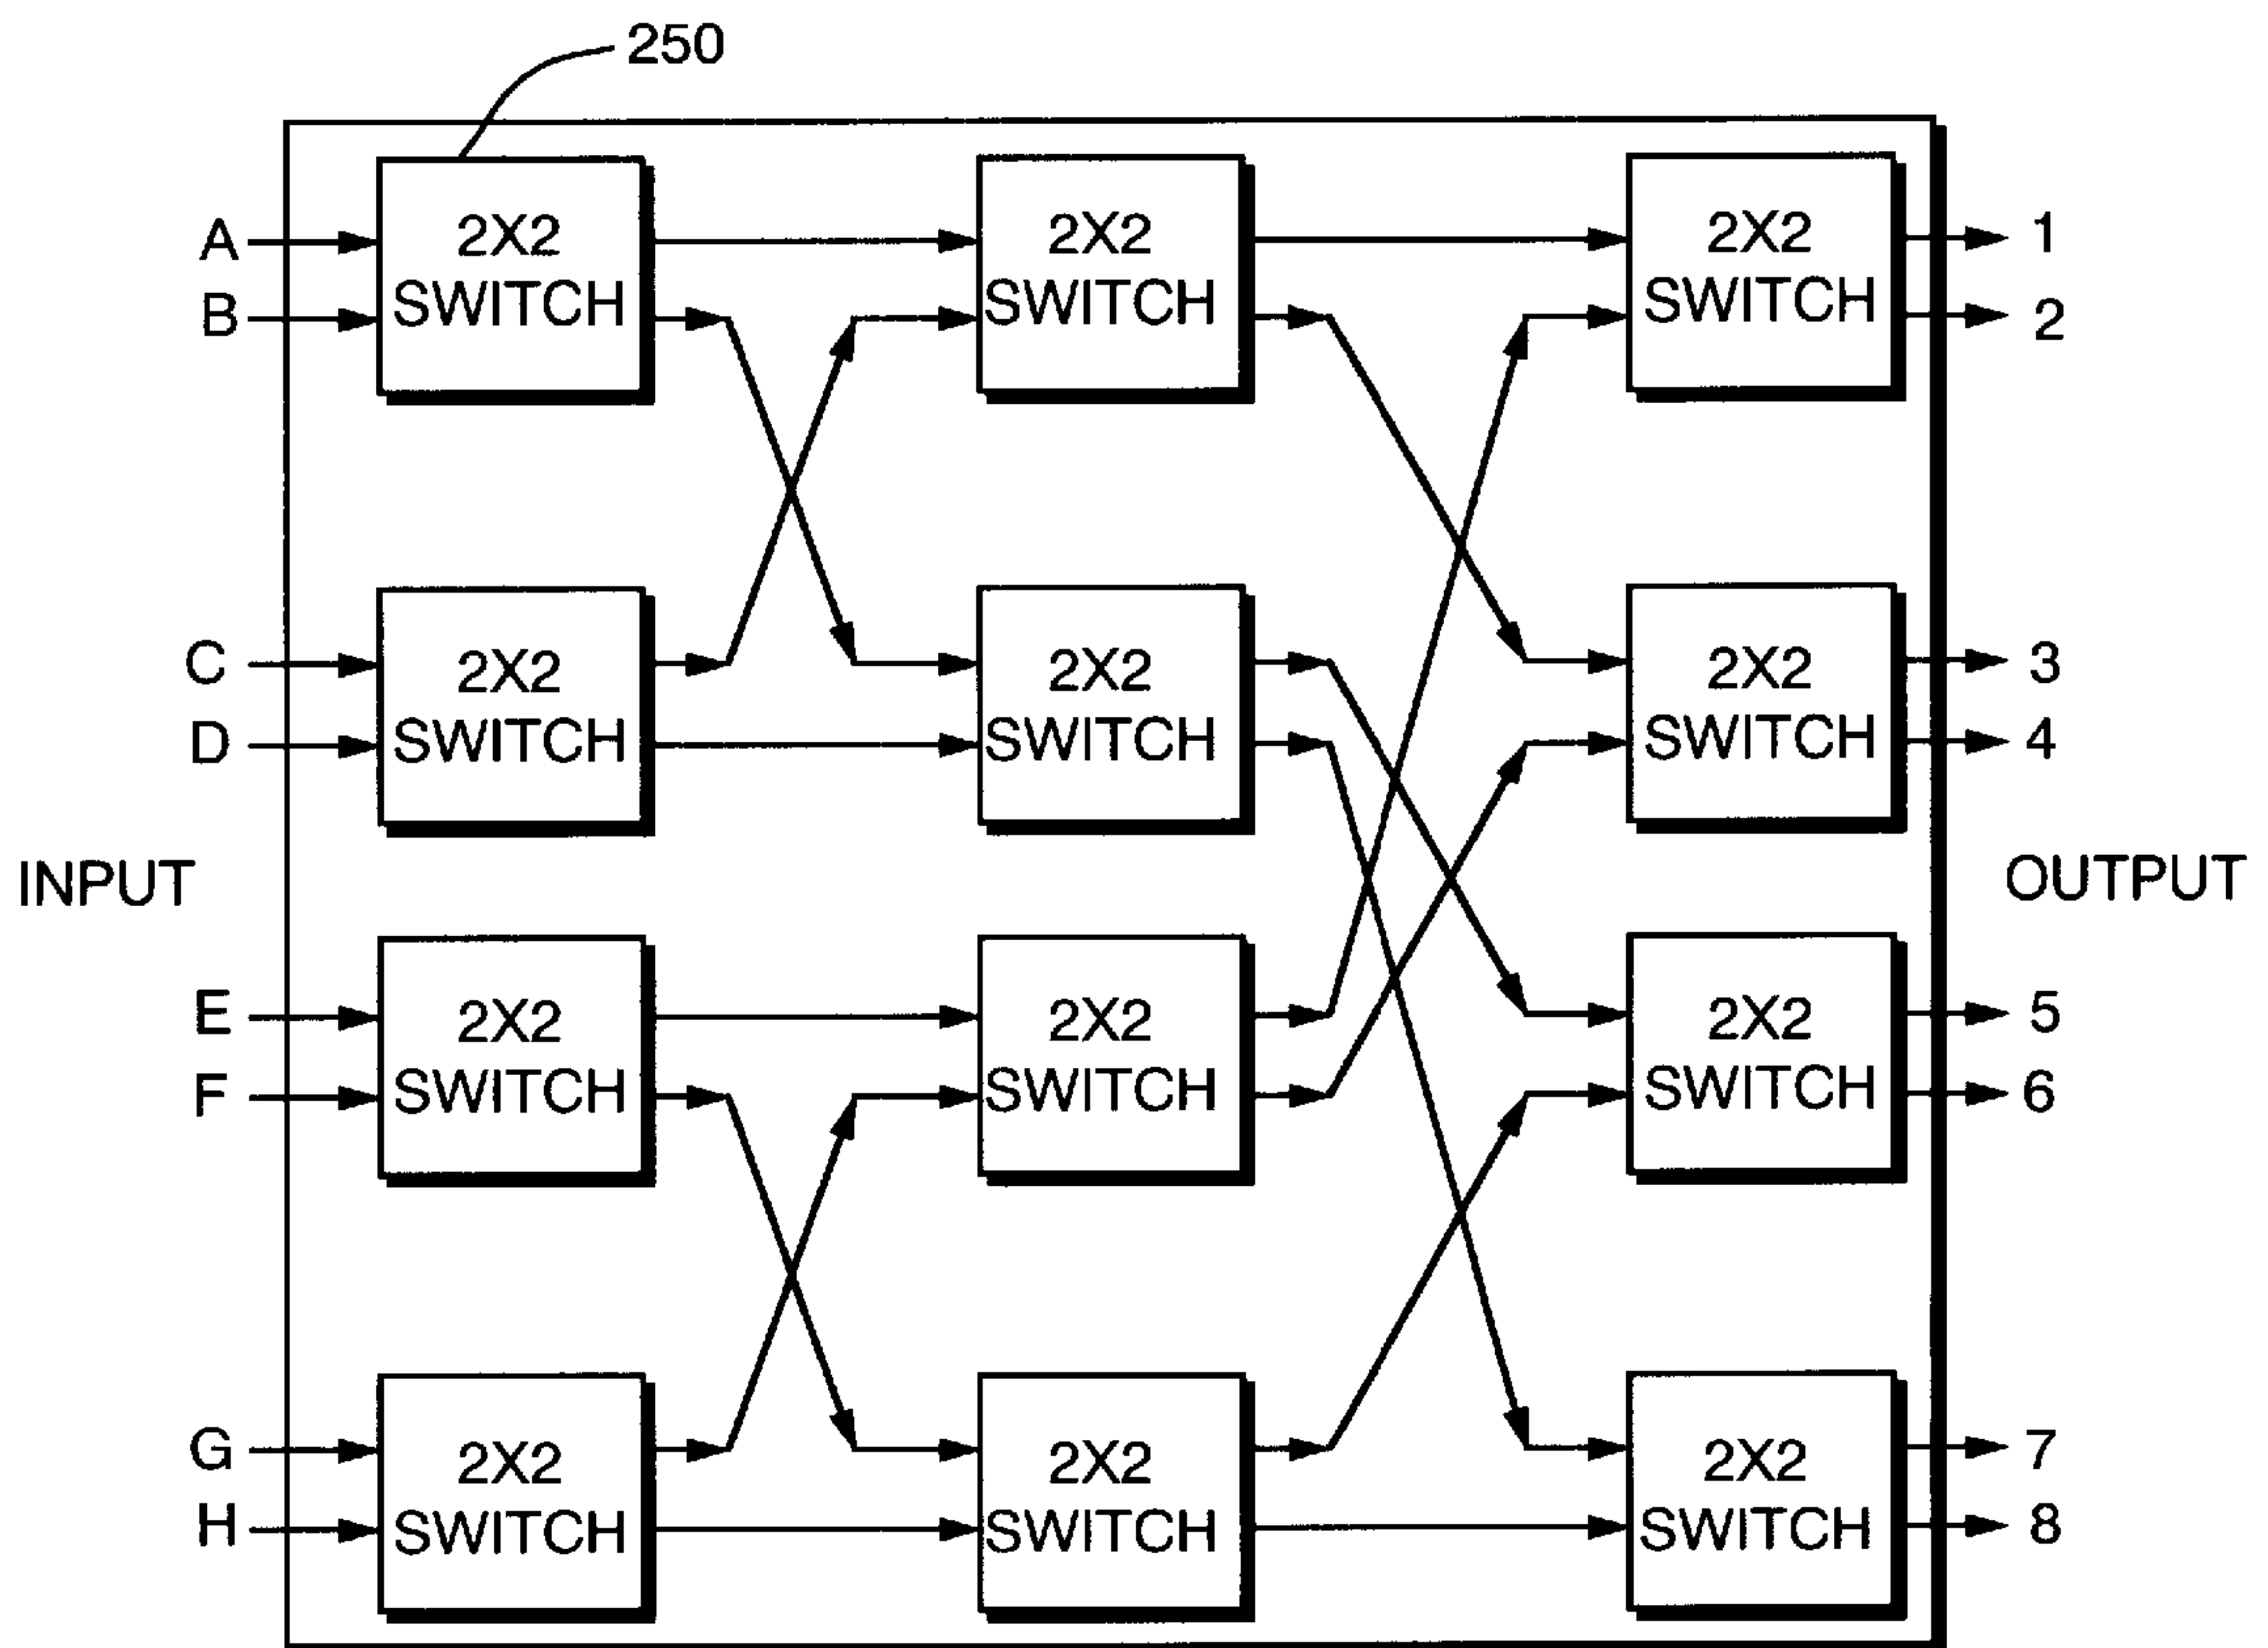 250
A
B
2X2
SWITCH
2X2
SWITCH
2X2
SWITCH
1
2
C
D
2X2
SWITCH
2X2
SWITCH
2X2
SWITCH
3
4
INPUT
OUTPUT
E
F
2X2
SWITCH
2X2
SWITCH
2X2
SWITCH
5
6
G
H
2X2
SWITCH
2X2
SWITCH
2X2
SWITCH
7
8